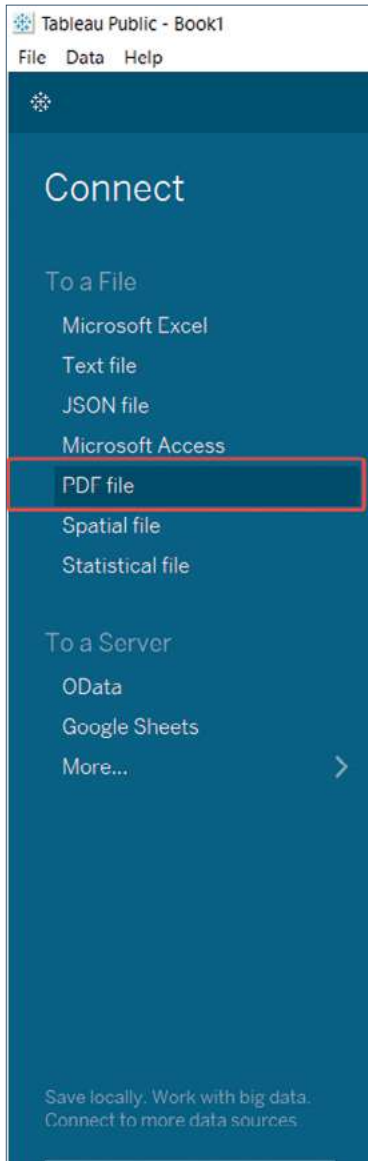 Tableau Public - Book1
File Data Help
Connect
To a File
Microsoft Excel
Text file
JSON file
Microsoft Access
PDF file
Spatial file
Statistical file
To a Server
OData
Google Sheets
More...
Save locally. Work with big data.
Connect to more data sources